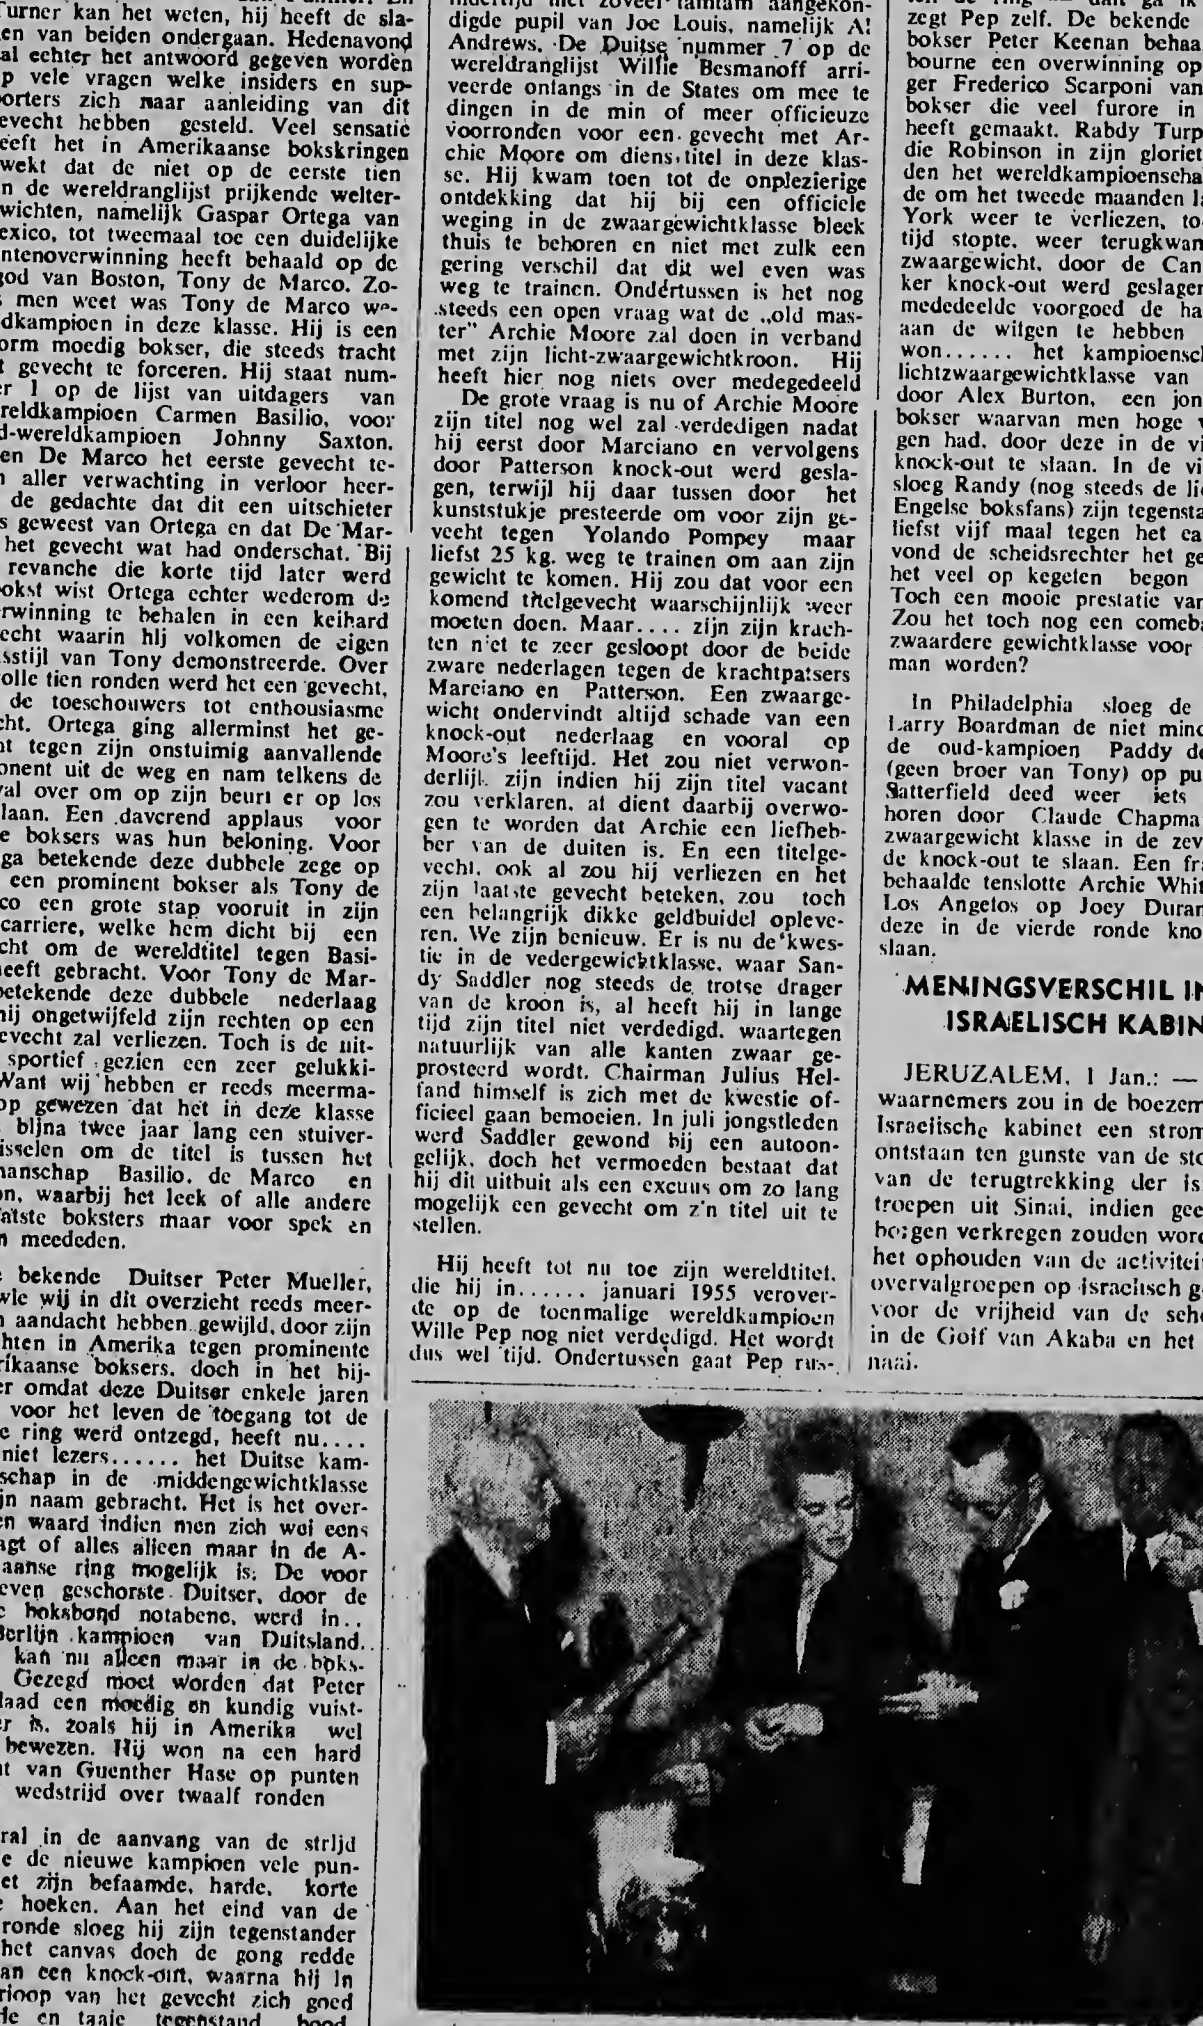 Turner kan het weten, hij heeft de sla-
en van beiden ondergaan. Hedenavond
al echter het antwoord gegeven worden
p vele vragen welke insiders en sup-
orters zich naar aanleiding van dit
evecht hebben gesteld. Veel sensatie
eeft het in Amerikaanse bokskringen
wekt dat de niet op de eerste tien
n de wereldranglijst prijkende welter-
wichten, namelijk Gaspar Ortega van
exico, tot tweemaal toe een duidelijke
ntenoverwinning heeft behaald op de
god van Boston, Tony de Marco. Zo-
s men weet was Tony de Marco we-
dkampioen in deze klasse. Hij is een
orm moedig bokser, die steeds tracht
t gevecht te forceren. Hij staat num-
er 1 op de lijst van uitdagers van
reldkampioen Carmen Basilio, voor
d-wereldkampioen Johnny Saxton.
en De Marco het eerste gevecht te-
n aller verwachting in verloor heer-
de gedachte dat dit een uitschieter
s geweest van Ortega en dat De Mar-
het gevecht wat had onderschat. Bij
revanche die korte tijd later werd
okst wist Ortega echter wederom de
rwinning te behalen in een keihard
echt waarin hij volkomen de eigen
sstijl van Tony demonstreerde. Over
olle tien ronden werd het een gevecht,
de toeschouwers tot enthousiasme
cht. Ortega ging allerminst het ge-
nt tegen zijn onstuimig aanvallende
onent uit de weg en nam telkens de
val over om op zijn beurt er op los
laan. Een daverend applaus voor
e boksers was hun beloning. Voor
ga betekende deze dubbele zege op
een prominent bokser als Tony de
co een grote stap vooruit in zijn
carriere, welke hem dicht bij een
cht om de wereldtitel tegen Basi-
heeft gebracht. Voor Tony de Mar-
betekende deze dubbele nederlaag
hij ongetwijfeld zijn rechten op een
evecht zal verliezen. Toch is de uit-
sportief gezien een zeer gelukki-
Want wij hebben er reeds meerma-
op gewezen dat het in deze klasse
bijna twee jaar lang een stuiver-
isselen om de titel is tussen het
manschap Basilio, de Marco en
on, waarbij het leek of alle andere
atste boksters maar voor spek en
n meededen.
e bekende Duitser Peter Mueller,
wie wij in dit overzicht reeds meer-
n aandacht hebben gewijld, door zijn
chten in Amerika tegen prominente
rikaanse boksers, doch in het bij-
er omdat deze Duitser enkele jaren
voor het leven de toegang tot de
e ring werd ontzegd, heeft nu....
niet lezers...... het Duitse kam-
schap in de middengewichtklasse
ijn naam gebracht. Het is het over-
en waard indien men zich wel eens
agt of alles alleen maar in de A-
aanse ring mogelijk is. De voor
even geschorste Duitser, door de
e boksbond notabene, werd in..
Berlijn kampioen van Duitsland..
kan nu alleen maar in de boks-
Gezegd moet worden dat Peter
daad een moedig en kundig vuist-
er is, zoals hij in Amerika wel
bewezen. Hij won na een hard
nt van Guenther Hase op punten
wedstrijd over twaalf ronden
ral in de aanvang van de strijd
e de nieuwe kampioen vele pun-
et zijn befaamde, harde, korte
e hoeken. Aan het eind van de
ronde sloeg hij zijn tegenstander
het canvas doch de gong redde
an een knock-out, waarna hij in
rloop van het gevecht zich goed
de en taaie tegenstand bood.
digde pupil van Joe Louis, namelijk Al
Andrews. De Duitse nummer 7 op de
wereldranglijst Willie Besmanoff arri-
veerde onlangs in de States om mee te
dingen in de min of meer officieuze
voorronden voor een gevecht met Ar-
chie Moore om diens titel in deze klas-
se. Hij kwam toen tot de onplezierige
ontdekking dat hij bij een officiele
weging in de zwaargewichtklasse bleek
thuis te behoren en niet met zulk een
gering verschil dat dit wel even was
weg te trainen. Ondertussen is het nog
steeds een open vraag wat de „old mas-
ter” Archie Moore zal doen in verband
met zijn licht-zwaargewichtkroon. Hij
heeft hier nog niets over medegedeeld
De grote vraag is nu of Archie Moore
zijn titel nog wel zal verdedigen nadat
hij eerst door Marciano en vervolgens
door Patterson knock-out werd gesla-
gen, terwijl hij daar tussen door het
kunststukje presteerde om voor zijn ge-
vecht tegen Yolando Pompey maar
liefst 25 kg. weg te trainen om aan zijn
gewicht te komen. Hij zou dat voor een
komend titelgevecht waarschijnlijk weer
moeten doen. Maar.... zijn zijn krach-
ten niet te zeer gesloopt door de beide
zware nederlagen tegen de krachtpatsers
Marciano en Patterson. Een zwaarge-
wicht ondervindt altijd schade van een
knock-out nederlaag en vooral op
Moore's leeftijd. Het zou niet verwon-
derlijk zijn indien hij zijn titel vacant
zou verklaren, al dient daarbij overwo-
gen te worden dat Archie een liefheb-
ber van de duiten is. En een titelge-
vecht, ook al zou hij verliezen en het
zijn laatste gevecht beteken, zou toch
een belangrijk dikke geldbuidel opleve-
ren. We zijn benieuw. Er is nu de kwes-
tie in de vedergewichtklasse, waar San-
dy Saddler nog steeds de trotse drager
van de kroon is, al heeft hij in lange
tijd zijn titel niet verdedigd, waartegen
natuurlijk van alle kanten zwaar ge-
prosteerd wordt. Chairman Julius Hel-
fand himself is zich met de kwestie of-
ficieel gaan bemoeien. In juli jongstleden
werd Saddler gewond bij een autoon-
gelijk, doch het vermoeden bestaat dat
hij dit uitbuit als een excuus om zo lang
mogelijk een gevecht om z'n titel uit te
stellen.
Hij heeft tot nu toe zijn wereldtitel,
die hij in...... januari 1955 verover-
de op de toenmalige wereldkampioen
Wille Pep nog niet verdedigd. Het wordt
dus wel tijd. Ondertussen gaat Pep rus-
zegt Pep zelf. De bekende
bokser Peter Keenan behaa
bourne een overwinning op
ger Frederico Scarponi van
bokser die veel furore in
heeft gemaakt. Rabdy Turp
die Robinson in zijn gloriet
den het wereldkampioenscha
de om het tweede maanden la
York weer te verliezen, to
tijd stopte, weer terugkwam
zwaargewicht, door de Can
ker knock-out werd geslagen
mededeelde voorgoed de ha
aan de wilgen te hebben
won...... het kampioensch
lichtzwaargewichtklasse van
door Alex Burton, een jon
bokser waarvan men hoge v
gen had, door deze in de vi
knock-out te slaan. In de vi
sloeg Randy (nog steeds de lie
Engelse boksfans) zijn tegensta
liefst vijf maal tegen het ca
vond de scheidsrechter het ge
het veel op kegelen begon
Toch een mooie prestatie van
Zou het toch nog een comeba
zwaardere gewichtklasse voor
man worden?
In Philadelphia sloeg de
Larry Boardman de niet mind
de oud-kampioen Paddy de
(geen broer van Tony) op pu
Satterfield deed weer iets
horen door Claude Chapma
zwaargewicht klasse in de zev
de knock-out te slaan. Een fra
behaalde tenslotte Archie Whit
Los Angelos op Joey Duran
deze in de vierde ronde kno
slaan.
MENINGSVERSCHIL IN
ISRAELISCH KABIN
JERUZALEM, 1 Jan.: —
waarnemers zou in de boezem
Israelische kabinet een strom
ontstaan ten gunste van de sto
van de terugtrekking der is
troepen uit Sinai, indien gee
borgen verkregen zouden word
het ophouden van de activitei
overvalgroepen op israelisch g
voor de vrijheid van de sche
in de Golf van Akaba en het
naai.